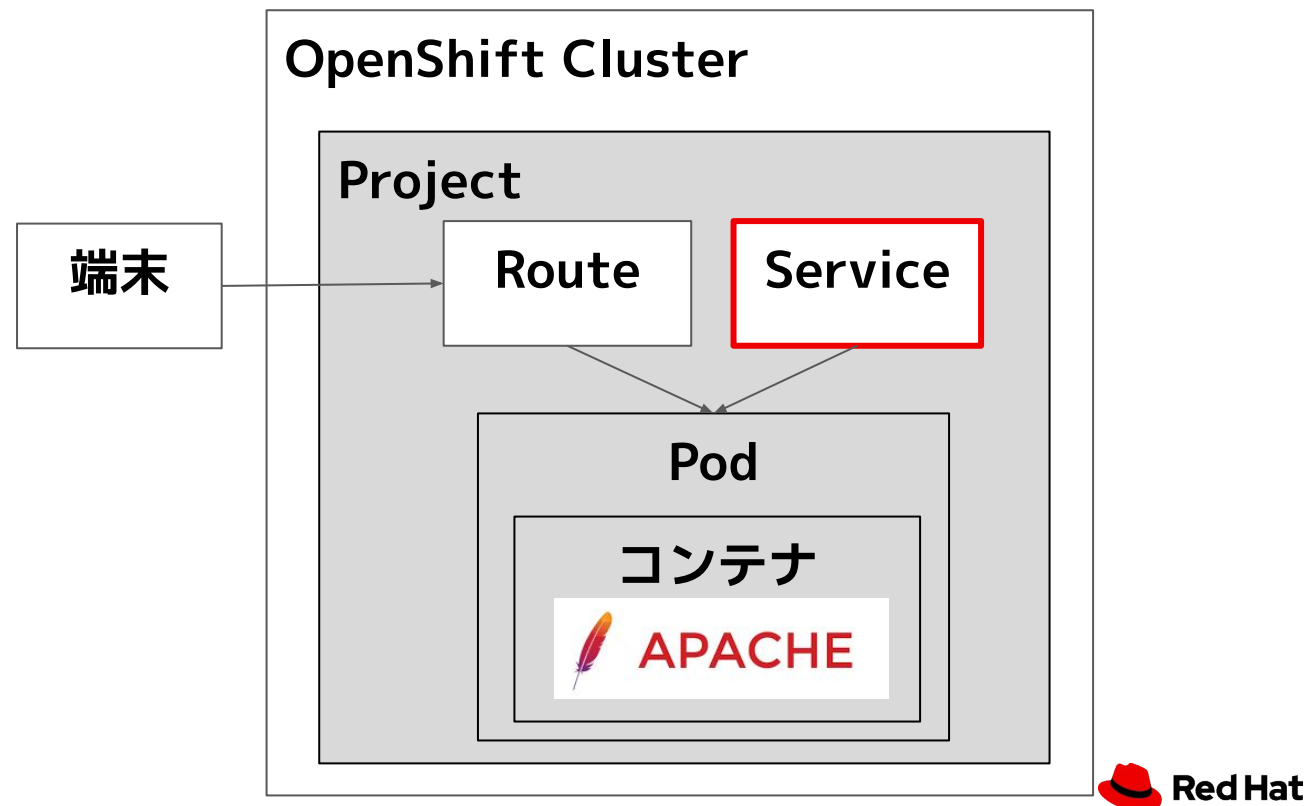 OpenShift Cluster
Project
端末
Route
Service
Pod
コンテナ
APACHE
Red Hat